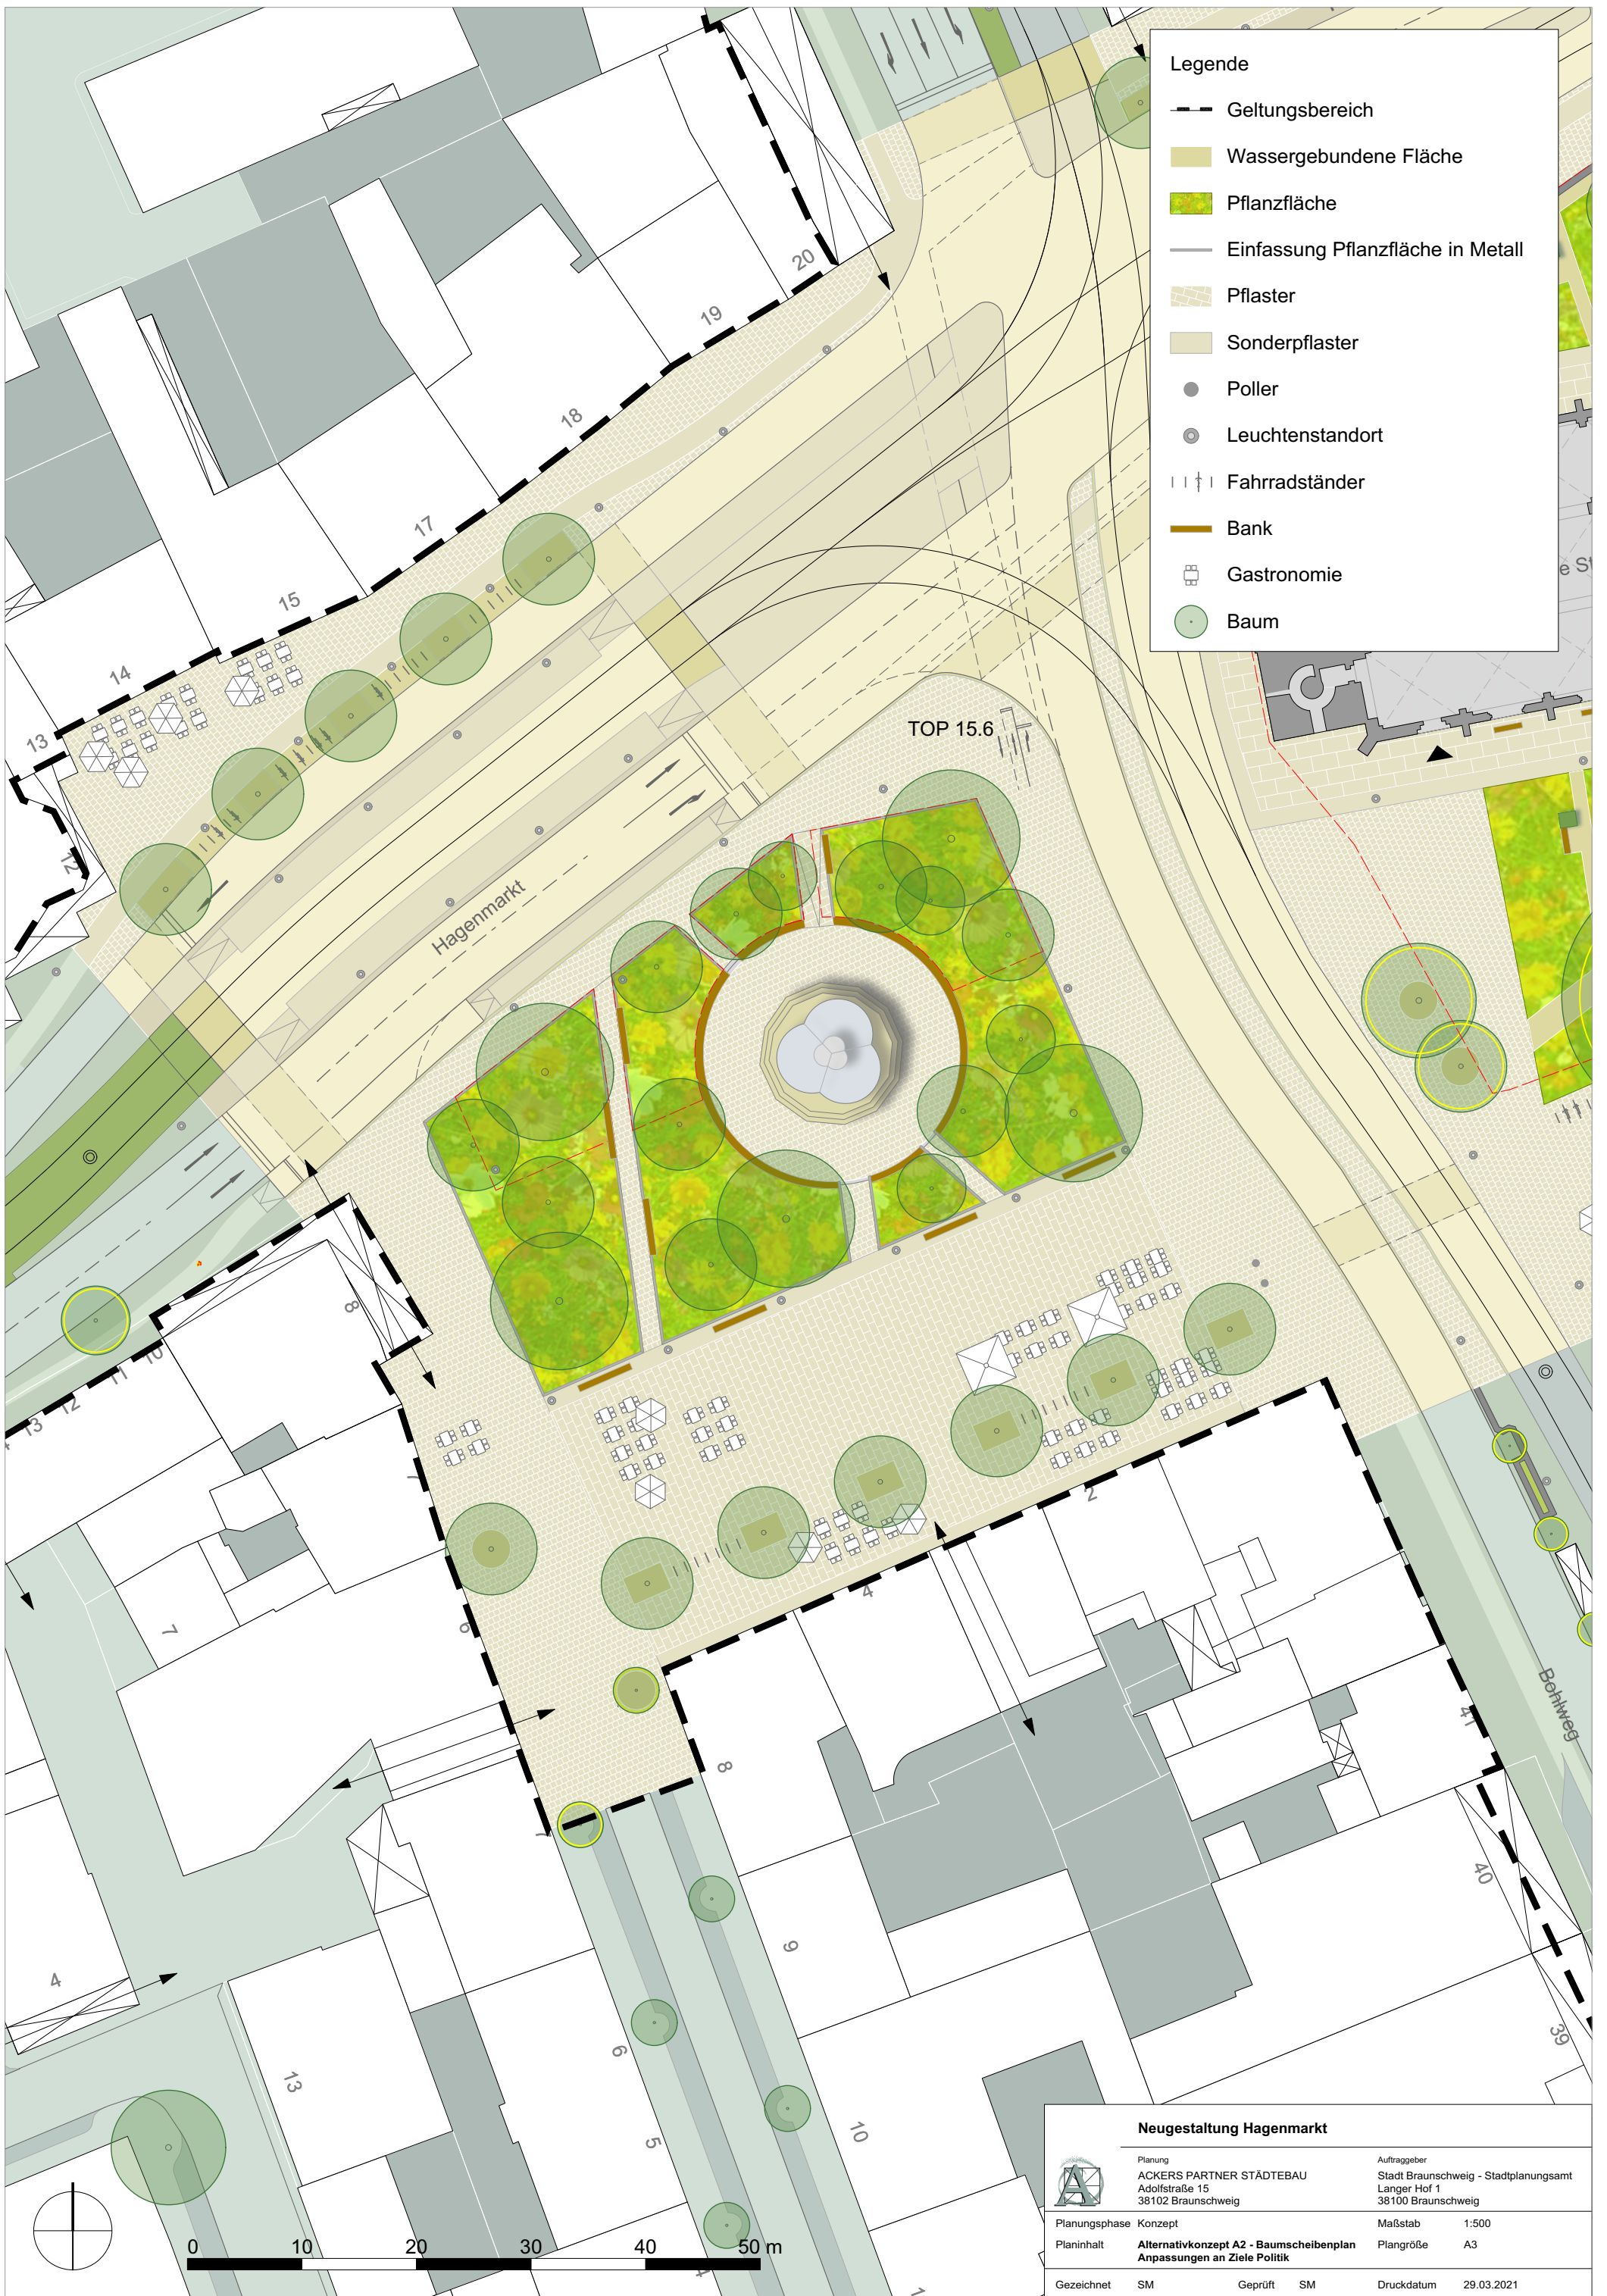 Legende
Geltungsbereich
Wassergebundene Fläche
Pflanzfläche
Einfassung Pflanzfläche in Metall
Pflaster
Sonderpflaster
Poller
Leuchtenstandort
Fahrradständer
Bank
Gastronomie
Baum
20
19
18
17
15
14
13
12
e St
TOP 15.6
Hagenmarkt
8
10
11
12
13
7
7
6
2
4
8
7
41
Bohlweg
40
39
9
4
13
6
10
5
4
1
0 10 20 30 40 50 m
Neugestaltung Hagenmarkt
Planung
ACKERS PARTNER STÄDTEBAU
Adolfstraße 15
38102 Braunschweig
Auftraggeber
Stadt Braunschweig - Stadtplanungsamt
Langer Hof 1
38100 Braunschweig
Planungsphase Konzept
Maßstab 1:500
Planinhalt Alternativkonzept A2 - Baumscheibenplan
Anpassungen an Ziele Politik
Plangröße A3
Gezeichnet SM Geprüft SM Druckdatum 29.03.2021